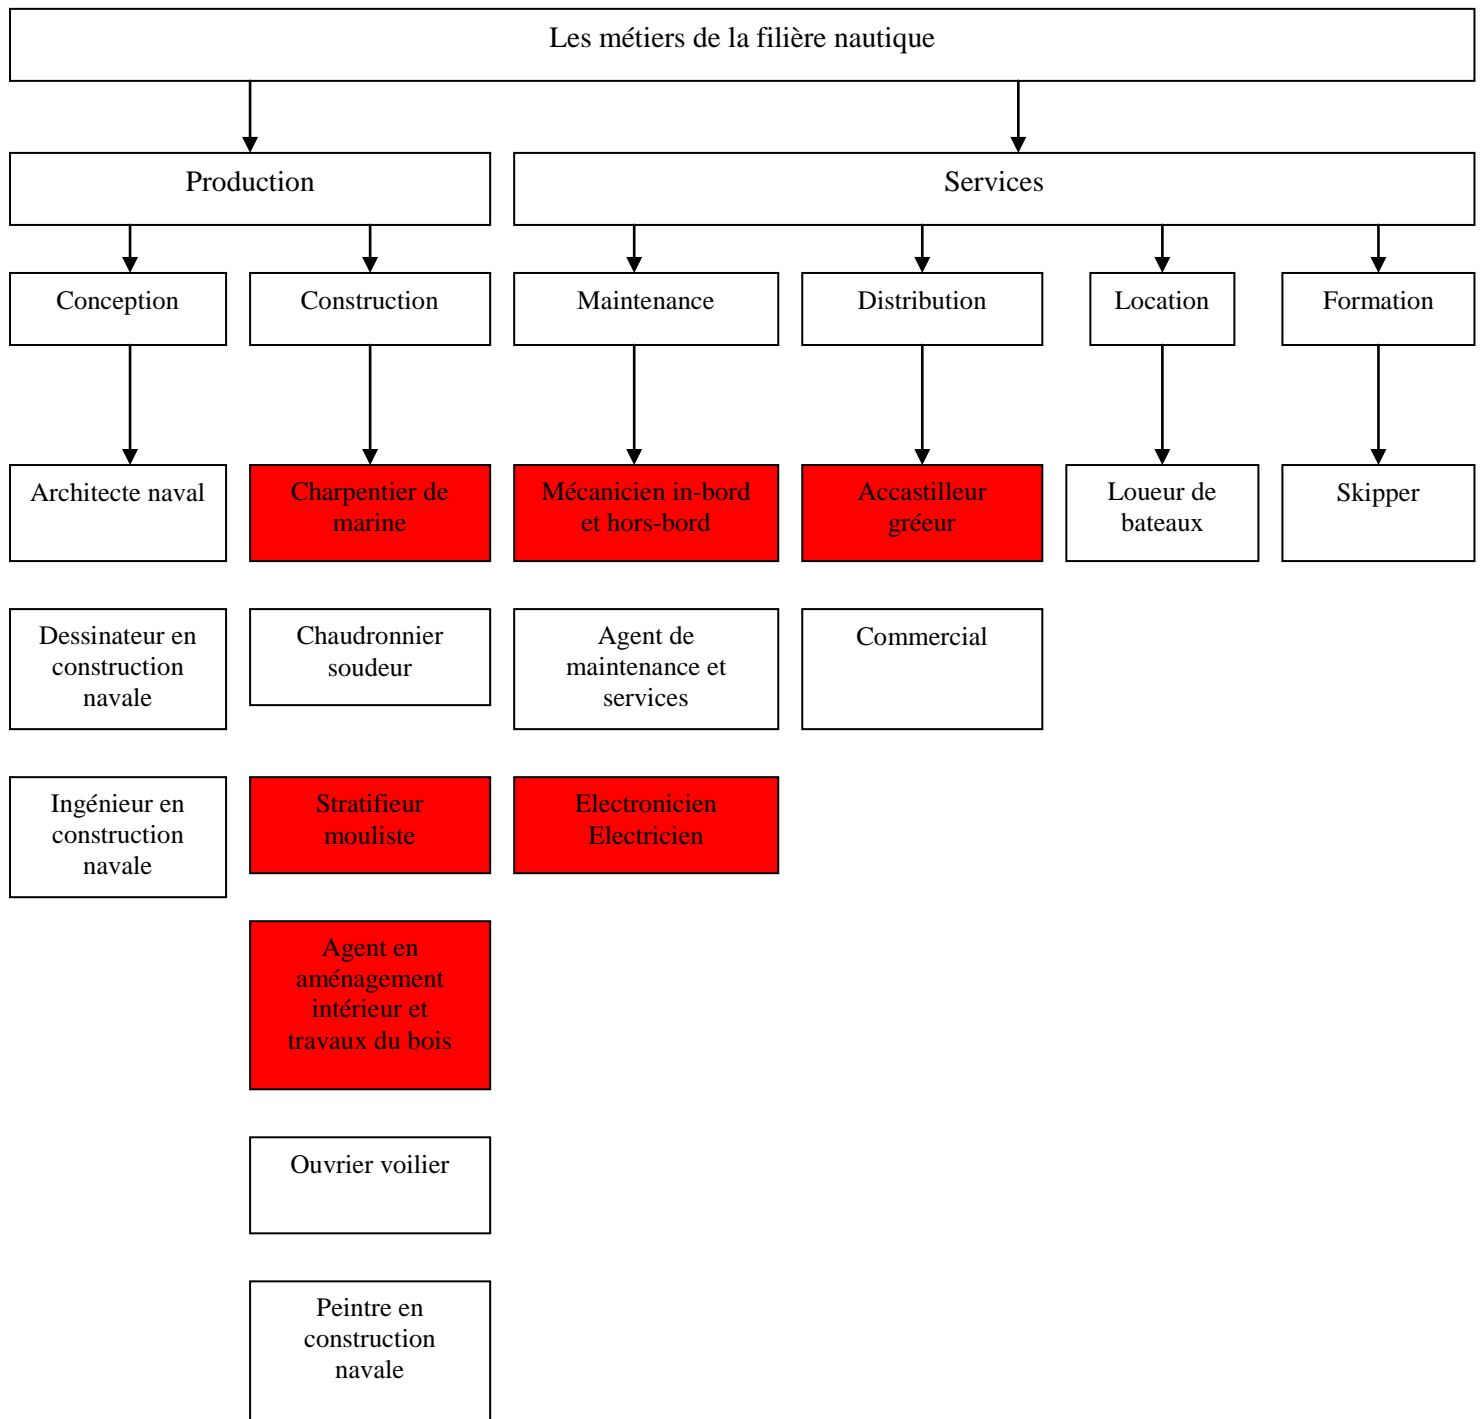 Les métiers de la filière nautique
Production
Services
Conception
Construction
Maintenance
Distribution
Location
Formation
Architecte naval
Charpentier de
marine
Mécanicien in-bord
et hors-bord
Accastilleur
gréeur
Loueur de
bateaux
Skipper
Dessinateur en
construction
navale
Chaudronnier
soudeur
Agent de
maintenance et
services
Commercial
Ingénieur en
construction
navale
Stratifieur
mouliste
Electronicien
Electricien
Agent en
aménagement
intérieur et
travaux du bois
Ouvrier voilier
Peintre en
construction
navale